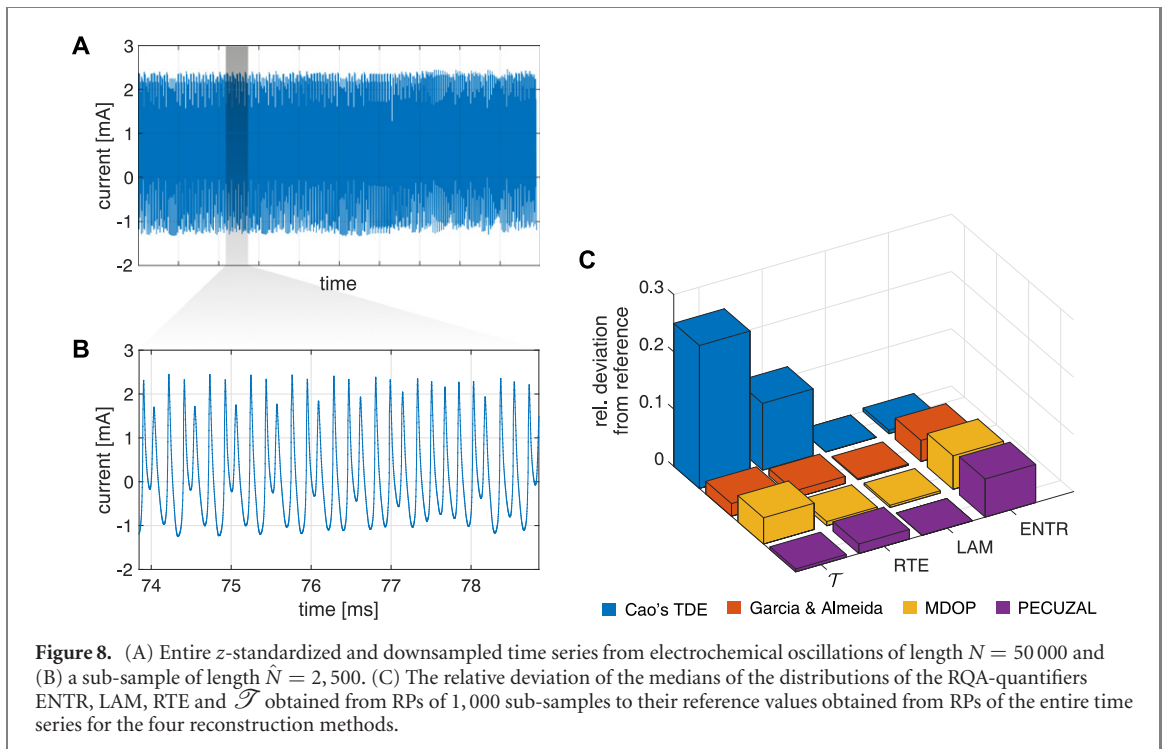 A
3
2
1
0
-1
-2
current [mA]
time
B
3
2
1
0
-1
-2
current [mA]
74 75 76 77 78
time [ms]
C
0.3
0.2
0.1
0
rel. deviation
from reference
𝒯
RTE
LAM
ENTR
Cao's TDE Garcia & Almeida MDOP PECUZAL
Figure 8. (A) Entire z-standardized and downsampled time series from electrochemical oscillations of length N = 50 000 and
(B) a sub-sample of length N̂ = 2,500. (C) The relative deviation of the medians of the distributions of the RQA-quantifiers
ENTR, LAM, RTE and 𝒯 obtained from RPs of 1,000 sub-samples to their reference values obtained from RPs of the entire time
series for the four reconstruction methods.